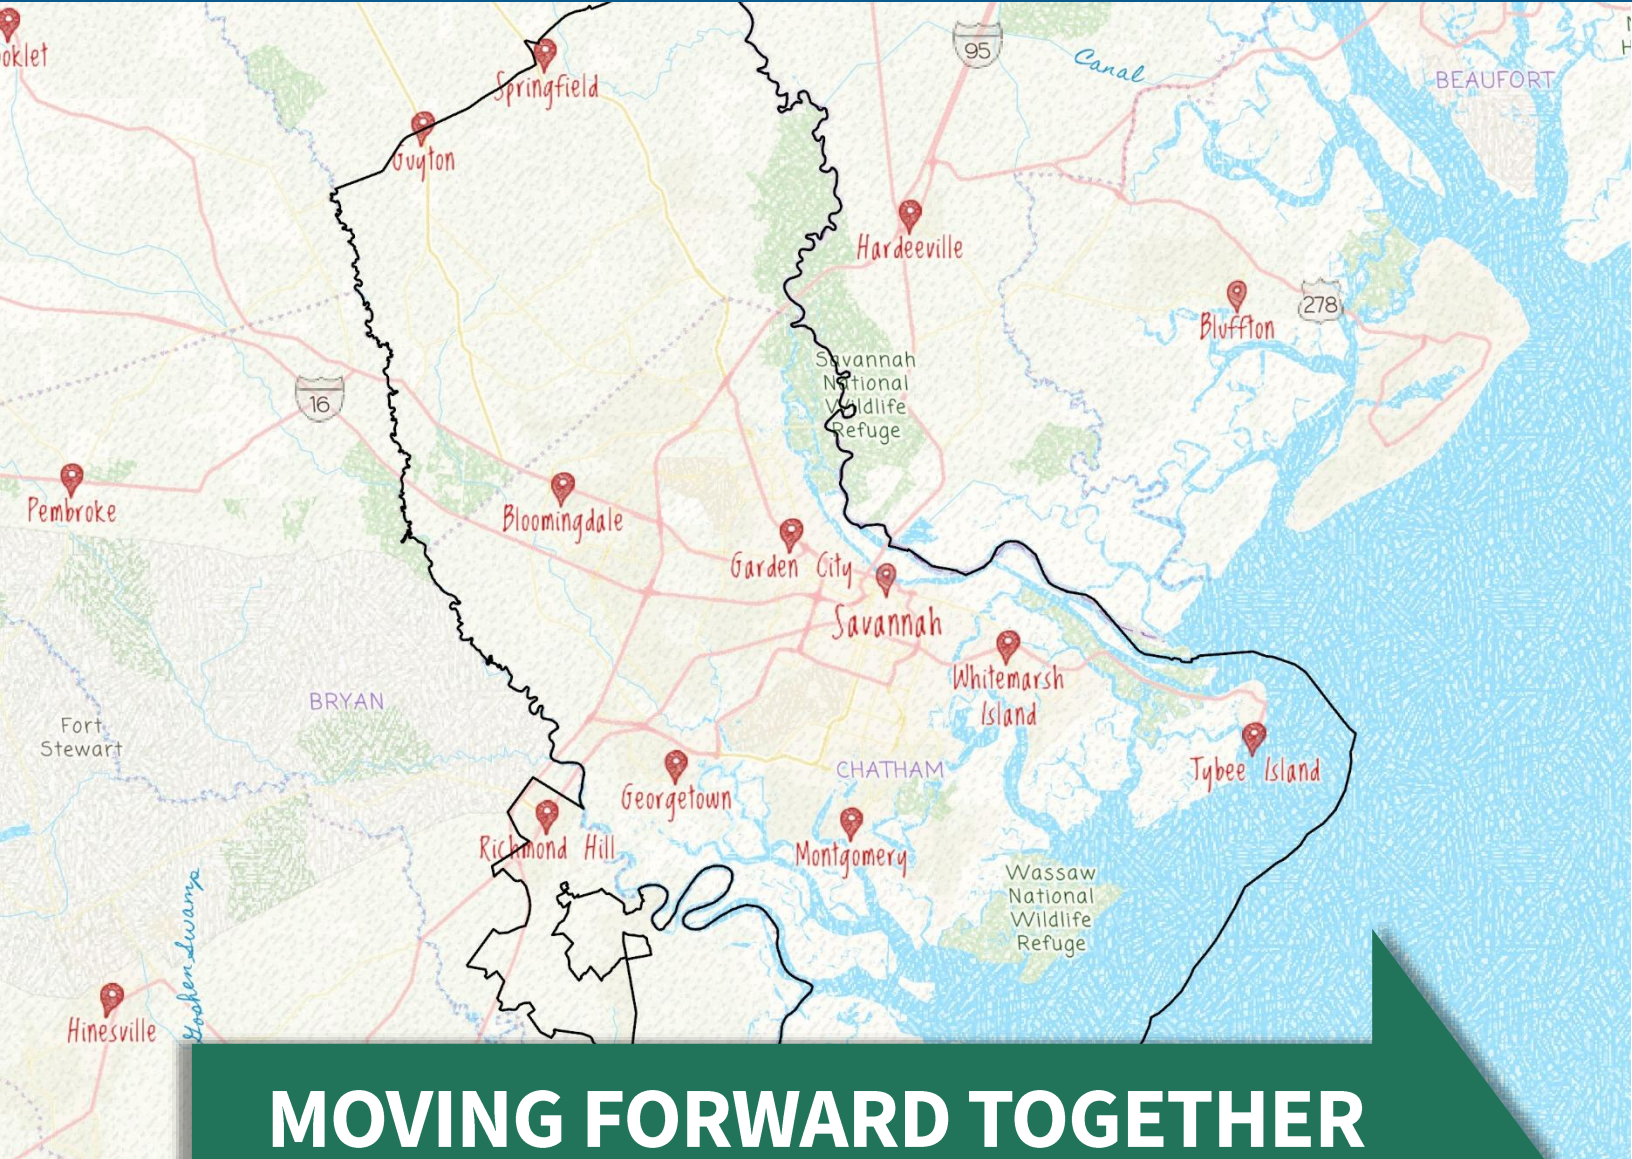 95
Canal
BEAUFORT
oklet
Springfield
Guyton
Hardeeville
278
Bluffton
Savannah
National
Wildlife
Refuge
16
Pembroke
Bloomingdale
Garden City
Savannah
Whitemarsh
Island
BRYAN
Fort
Stewart
CHATHAM
Tybee Island
Georgetown
Richmond Hill
Montgomery
Wassaw
National
Wildlife
Refuge
Goshen Swamp
Hinesville
MOVING FORWARD TOGETHER